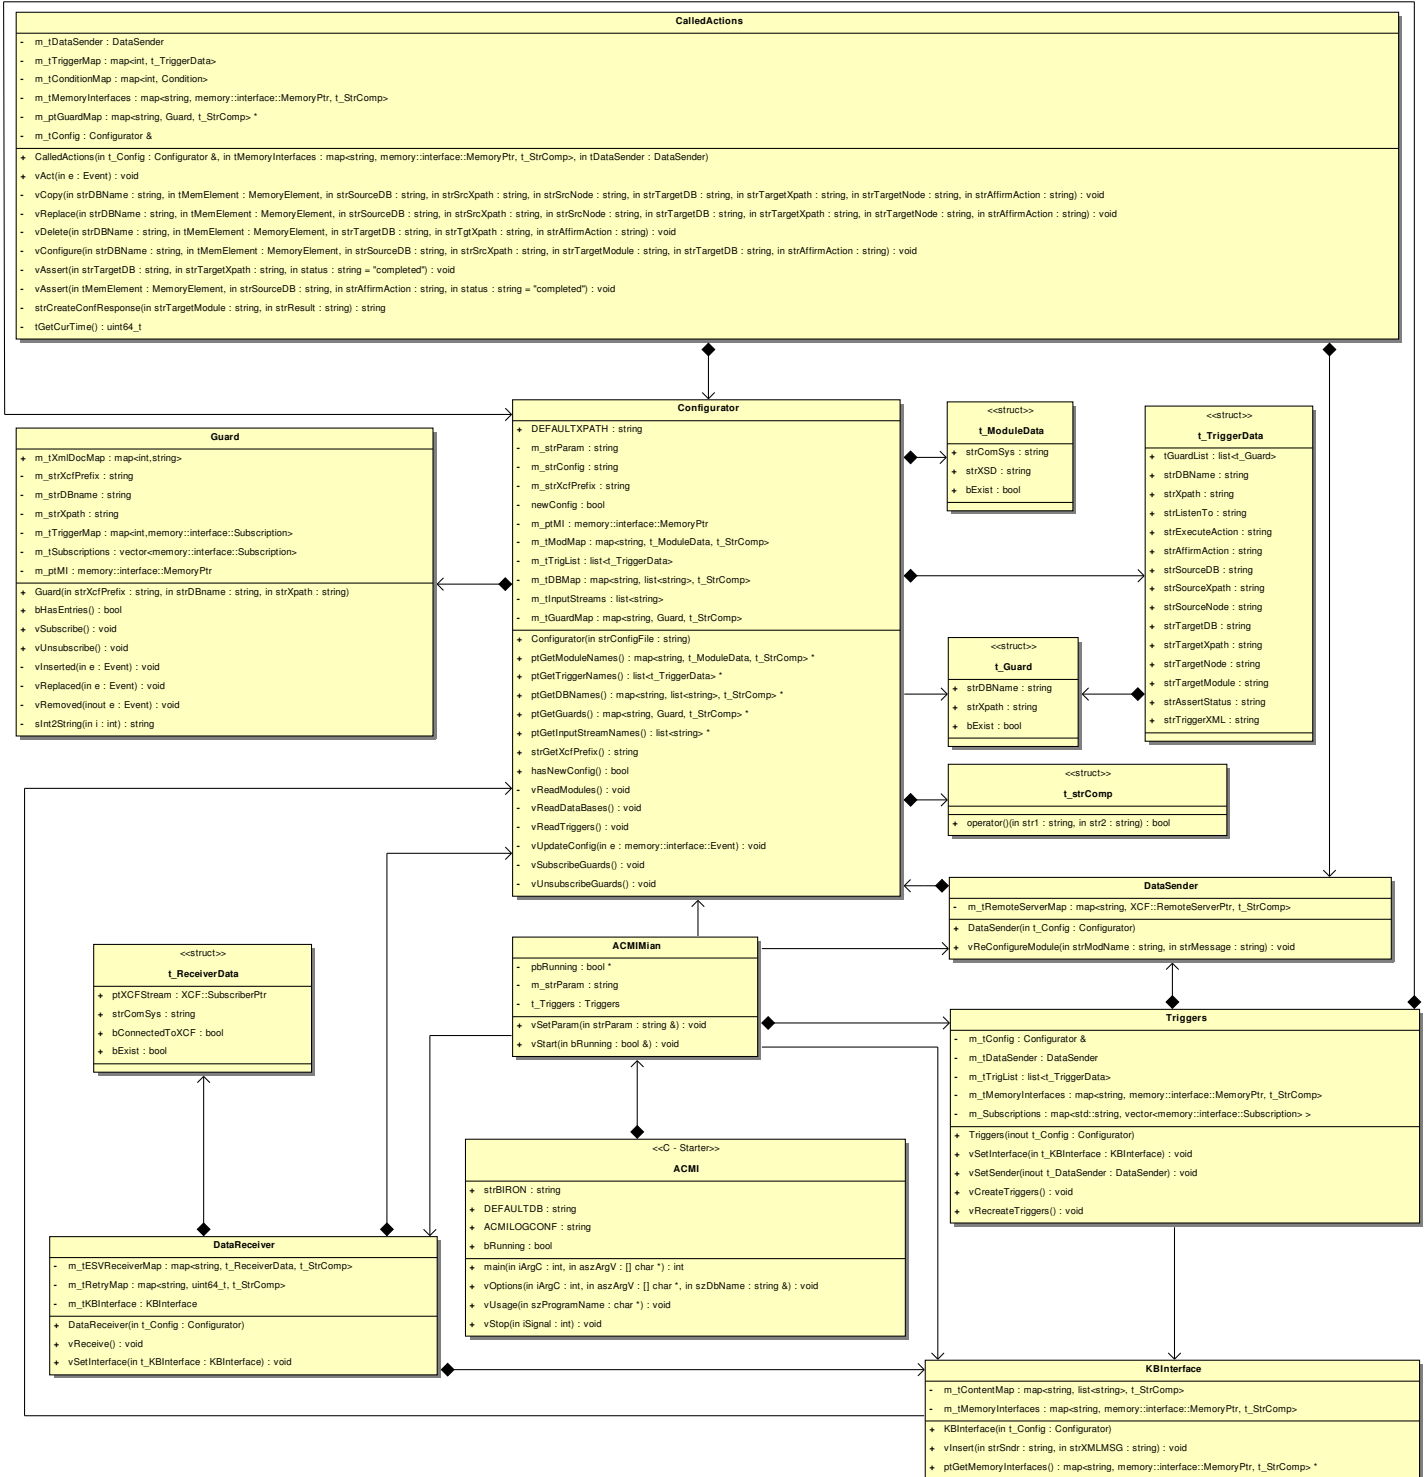 CalledActions
- m_tDataSender : DataSender
- m_tTriggerMap : map<int, t_TriggerData>
- m_tConditionMap : map<int, Condition>
- m_tMemoryInterfaces : map<string, memory::interface::MemoryPtr, t_StrComp>
- m_ptGuardMap : map<string, Guard, t_StrComp> *
- m_tConfig : Configurator &
+ CalledActions(in t_Config : Configurator &, in tMemoryInterfaces : map<string, memory::interface::MemoryPtr, t_StrComp>, in tDataSender : DataSender)
+ vAct(in e : Event) : void
- vCopy(in strDBName : string, in tMemElement : MemoryElement, in strSourceDB : string, in strSrcXpath : string, in strSrcNode : string, in strTargetDB : string, in strTargetXpath : string, in strTargetNode : string, in strAffirmAction : string) : void
- vReplace(in strDBName : string, in tMemElement : MemoryElement, in strSourceDB : string, in strSrcXpath : string, in strSrcNode : string, in strTargetDB : string, in strTargetXpath : string, in strTargetNode : string, in strAffirmAction : string) : void
- vDelete(in strDBName : string, in tMemElement : MemoryElement, in strTargetDB : string, in strTgtXpath : string, in strAffirmAction : string) : void
- vConfigure(in strDBName : string, in tMemElement : MemoryElement, in strSourceDB : string, in strSrcXpath : string, in strTargetModule : string, in strTargetDB : string, in strAffirmAction : string) : void
- vAssert(in strTargetDB : string, in strTargetXpath : string, in status : string = "completed") : void
- vAssert(in tMemElement : MemoryElement, in strSourceDB : string, in strAffirmAction : string, in status : string = "completed") : void
- strCreateConfResponse(in strTargetModule : string, in strResult : string) : string
- tGetCurTime() : uint64_t
Guard
+ m_tXmlDocMap : map<int,string>
- m_strXcfPrefix : string
- m_strDBname : string
- m_strXpath : string
- m_tTriggerMap : map<int,memory::interface::Subscription>
- m_tSubscriptions : vector<memory::interface::Subscription>
- m_ptMI : memory::interface::MemoryPtr
+ Guard(in strXcfPrefix : string, in strDBname : string, in strXpath : string)
+ bHasEntries() : bool
+ vSubscribe() : void
+ vUnsubscribe() : void
- vInserted(in e : Event) : void
- vReplaced(in e : Event) : void
- vRemoved(inout e : Event) : void
- sInt2String(in i : int) : string
Configurator
+ DEFAULTXPATH : string
- m_strParam : string
- m_strConfig : string
- m_strXcfPrefix : string
- newConfig : bool
- m_ptMI : memory::interface::MemoryPtr
- m_tModMap : map<string, t_ModuleData, t_StrComp>
- m_tTrigList : list<t_TriggerData>
- m_tDBMap : map<string, list<string>, t_StrComp>
- m_tInputStreams : list<string>
- m_tGuardMap : map<string, Guard, t_StrComp>
+ Configurator(in strConfigFile : string)
+ ptGetModuleNames() : map<string, t_ModuleData, t_StrComp> *
+ ptGetTriggerNames() : list<t_TriggerData> *
+ ptGetDBNames() : map<string, list<string>, t_StrComp> *
+ ptGetGuards() : map<string, Guard, t_StrComp> *
+ ptGetInputStreamNames() : list<string> *
+ strGetXcfPrefix() : string
+ hasNewConfig() : bool
- vReadModules() : void
- vReadDataBases() : void
- vReadTriggers() : void
- vUpdateConfig(in e : memory::interface::Event) : void
- vSubscribeGuards() : void
- vUnsubscribeGuards() : void
<<struct>>
t_ModuleData
+ strComSys : string
+ strXSD : string
+ bExist : bool
<<struct>>
t_TriggerData
+ tGuardList : list<t_Guard>
+ strDBName : string
+ strXpath : string
+ strListenTo : string
+ strExecuteAction : string
+ strAffirmAction : string
+ strSourceDB : string
+ strSourceXpath : string
+ strSourceNode : string
+ strTargetDB : string
+ strTargetXpath : string
+ strTargetNode : string
+ strTargetModule : string
+ strAssertStatus : string
+ strTriggerXML : string
<<struct>>
t_Guard
+ strDBName : string
+ strXpath : string
+ bExist : bool
<<struct>>
t_strComp
+ operator()(in str1 : string, in str2 : string) : bool
DataSender
- m_tRemoteServerMap : map<string, XCF::RemoteServerPtr, t_StrComp>
+ DataSender(in t_Config : Configurator)
+ vReConfigureModule(in strModName : string, in strMessage : string) : void
<<struct>>
t_ReceiverData
+ ptXCFStream : XCF::SubscriberPtr
+ strComSys : string
+ bConnectedToXCF : bool
+ bExist : bool
ACMIMian
- pbRunning : bool *
- m_strParam : string
- t_Triggers : Triggers
+ vSetParam(in strParam : string &) : void
+ vStart(in bRunning : bool &) : void
Triggers
- m_tConfig : Configurator &
- m_tDataSender : DataSender
- m_tTrigList : list<t_TriggerData>
- m_tMemoryInterfaces : map<string, memory::interface::MemoryPtr, t_StrComp>
- m_Subscriptions : map<std::string, vector<memory::interface::Subscription> >
+ Triggers(inout t_Config : Configurator)
+ vSetInterface(in t_KBInterface : KBInterface) : void
+ vSetSender(inout t_DataSender : DataSender) : void
+ vCreateTriggers() : void
+ vRecreateTriggers() : void
<<C - Starter>>
ACMI
+ strBIRON : string
+ DEFAULTDB : string
+ ACMILOGCONF : string
+ bRunning : bool
+ main(in iArgC : int, in aszArgV : [] char *) : int
+ vOptions(in iArgC : int, in aszArgV : [] char *, in szDbName : string &) : void
+ vUsage(in szProgramName : char *) : void
+ vStop(in iSignal : int) : void
DataReceiver
- m_tESVReceiverMap : map<string, t_ReceiverData, t_StrComp>
- m_tRetryMap : map<string, uint64_t, t_StrComp>
- m_tKBInterface : KBInterface
+ DataReceiver(in t_Config : Configurator)
+ vReceive() : void
+ vSetInterface(in t_KBInterface : KBInterface) : void
KBInterface
- m_tContentMap : map<string, list<string>, t_StrComp>
- m_tMemoryInterfaces : map<string, memory::interface::MemoryPtr, t_StrComp>
+ KBInterface(in t_Config : Configurator)
+ vInsert(in strSndr : string, in strXMLMSG : string) : void
+ ptGetMemoryInterfaces() : map<string, memory::interface::MemoryPtr, t_StrComp> *